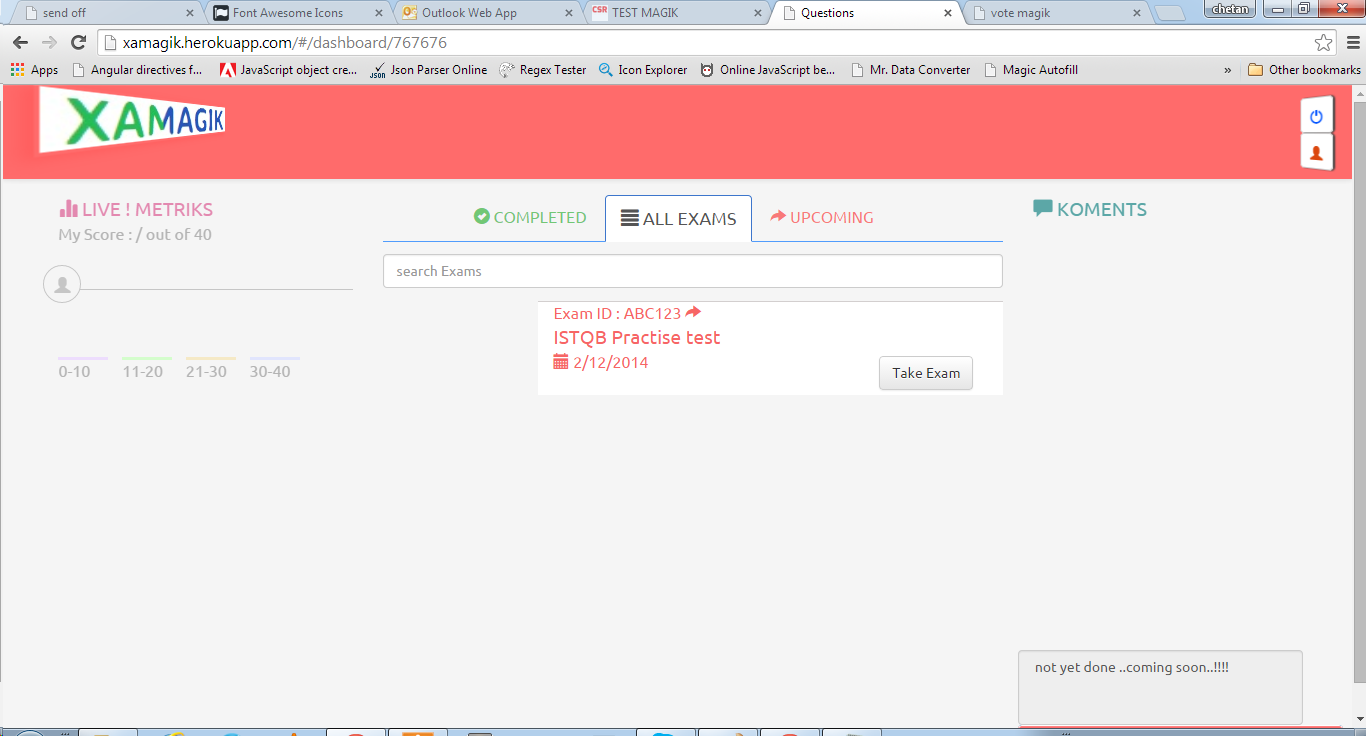 send off
Font Awesome Icons
Outlook Web App
CSR TEST MAGIK
Questions
vote magik
chetan
xamagik.herokuapp.com/#/dashboard/767676
Apps
Angular directives f...
JavaScript object cre...
JSON Json Parser Online
Regex Tester
Icon Explorer
Online JavaScript be...
Mr. Data Converter
Magic Autofill
»
Other bookmarks
XAMAGIK
LIVE ! METRIKS
My Score : / out of 40
0-10 11-20 21-30 30-40
COMPLETED
ALL EXAMS
UPCOMING
search Exams
Exam ID : ABC123
ISTQB Practise test
2/12/2014
Take Exam
KOMENTS
not yet done ..coming soon..!!!!